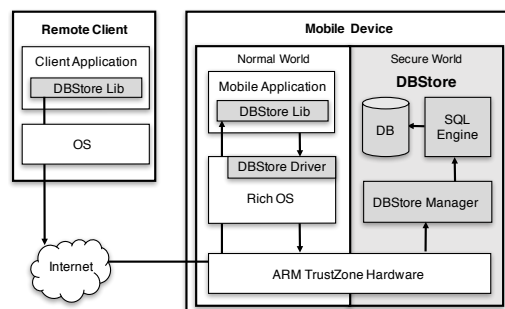 Remote Client
Client Application
DBStore Lib
OS
Internet
Mobile Device
Normal World
Mobile Application
DBStore Lib
DBStore Driver
Rich OS
Secure World
DBStore
DB
SQL
Engine
DBStore Manager
ARM TrustZone Hardware